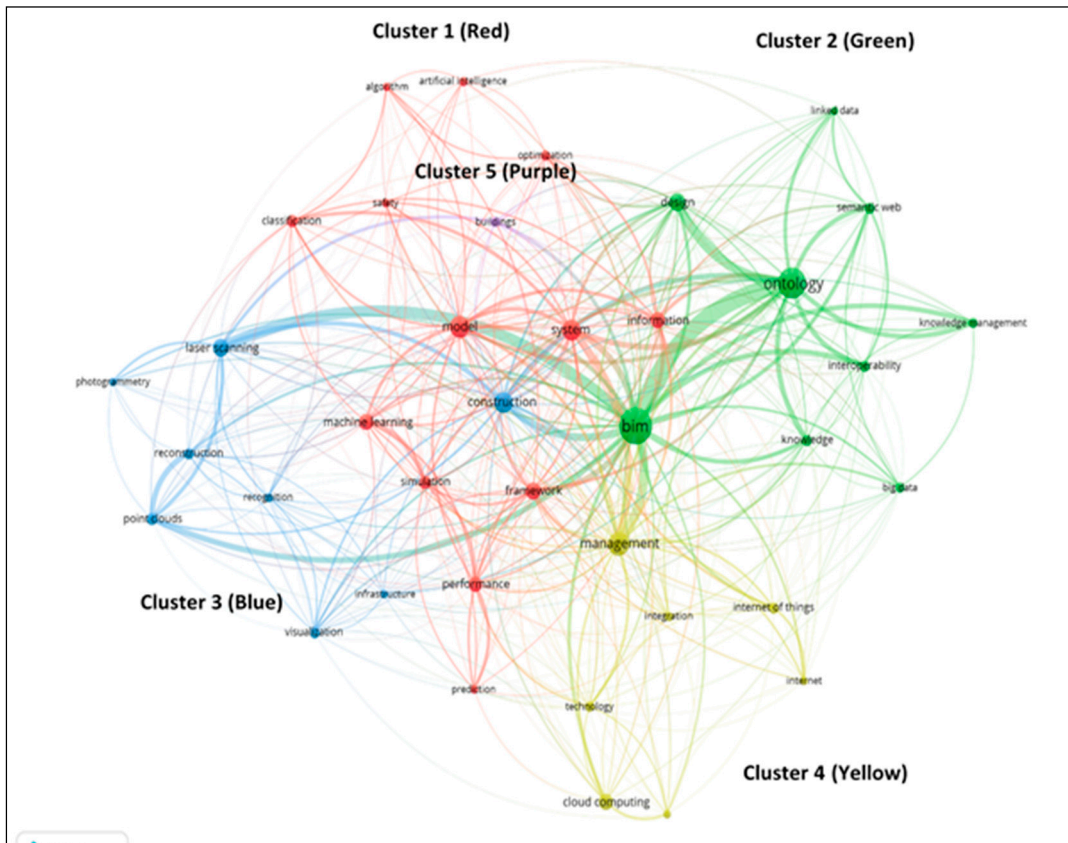 Cluster 1 (Red)
Cluster 2 (Green)
algorithm
artificial intelligence
linked data
optimization
Cluster 5 (Purple)
safety
design
semantic web
classification
buildings
ontology
model
system
information
knowledge management
laser scanning
interoperability
photogrammetry
construction
machine learning
bim
knowledge
reconstruction
simulation
framework
big data
recognition
point clouds
management
performance
infrastructure
Cluster 3 (Blue)
internet of things
integration
visualization
internet
prediction
technology
Cluster 4 (Yellow)
cloud computing